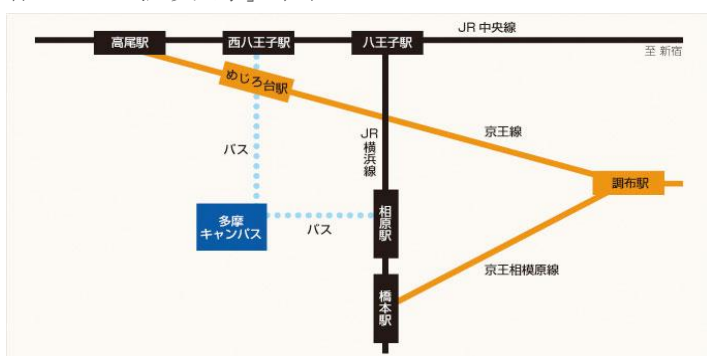 JR 中央線
高尾駅
西八王子駅
八王子駅
至 新宿
めじろ台駅
京王線
バス
JR
横浜線
調布駅
多摩
キャンパス
バス
相原駅
京王相模原線
橋本駅